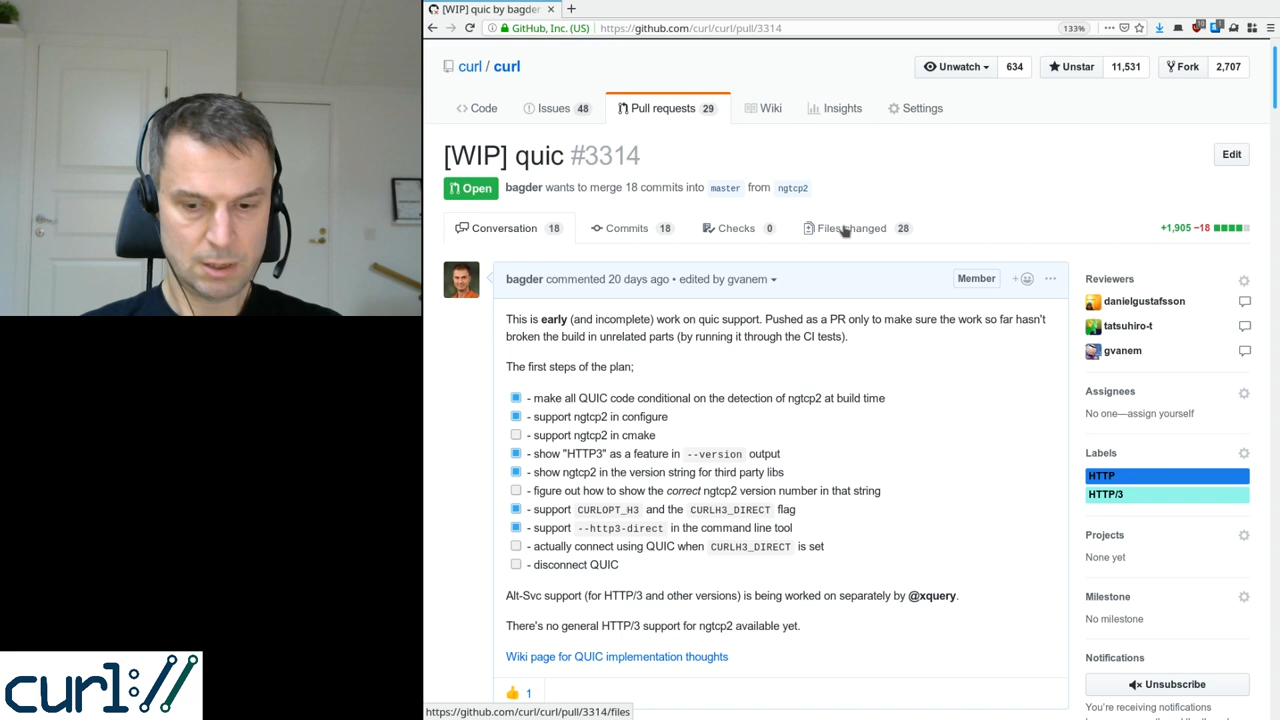 [WIP] quic by bagder
GitHub, Inc. (US)
https://github.com/curl/curl/pull/3314
133%
curl / curl
Unwatch 634
Unstar 11,531
Fork 2,707
Code
Issues 48
Pull requests 29
Wiki
Insights
Settings
[WIP] quic #3314
Edit
Open
bagder wants to merge 18 commits into master from ngtcp2
Conversation 18
Commits 18
Checks 0
Files changed 28
+1,905 −18
bagder commented 20 days ago • edited by gvanem
Member
This is early (and incomplete) work on quic support. Pushed as a PR only to make sure the work so far hasn't
broken the build in unrelated parts (by running it through the CI tests).
The first steps of the plan;
- make all QUIC code conditional on the detection of ngtcp2 at build time
- support ngtcp2 in configure
- support ngtcp2 in cmake
- show "HTTP3" as a feature in --version output
- show ngtcp2 in the version string for third party libs
- figure out how to show the correct ngtcp2 version number in that string
- support CURLOPT_H3 and the CURLH3_DIRECT flag
- support --http3-direct in the command line tool
- actually connect using QUIC when CURLH3_DIRECT is set
- disconnect QUIC
Alt-Svc support (for HTTP/3 and other versions) is being worked on separately by @xquery.
There's no general HTTP/3 support for ngtcp2 available yet.
Wiki page for QUIC implementation thoughts
1
Reviewers
danielgustafsson
tatsuhiro-t
gvanem
Assignees
No one—assign yourself
Labels
HTTP
HTTP/3
Projects
None yet
Milestone
No milestone
Notifications
Unsubscribe
You're receiving notifications
https://github.com/curl/curl/pull/3314/files
curl://